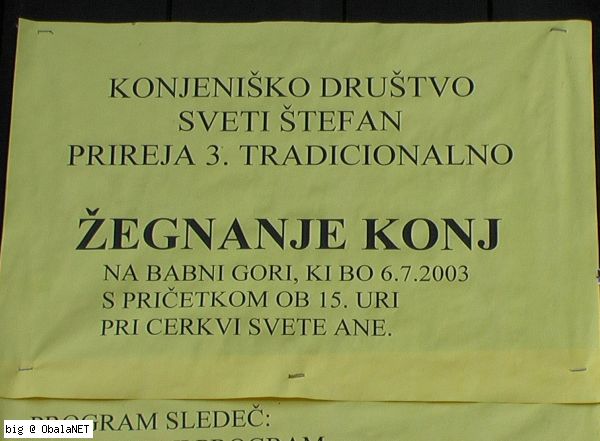 KONJENIŠKO DRUŠTVO
SVETI ŠTEFAN
PRIREJA 3. TRADICIONALNO
ŽEGNANJE KONJ
NA BABNI GORI, KI BO 6.7.2003
S PRIČETKOM OB 15. URI
PRI CERKVI SVETE ANE.
PROGRAM SLEDEČ:
PROGRAM
big @ ObalaNET